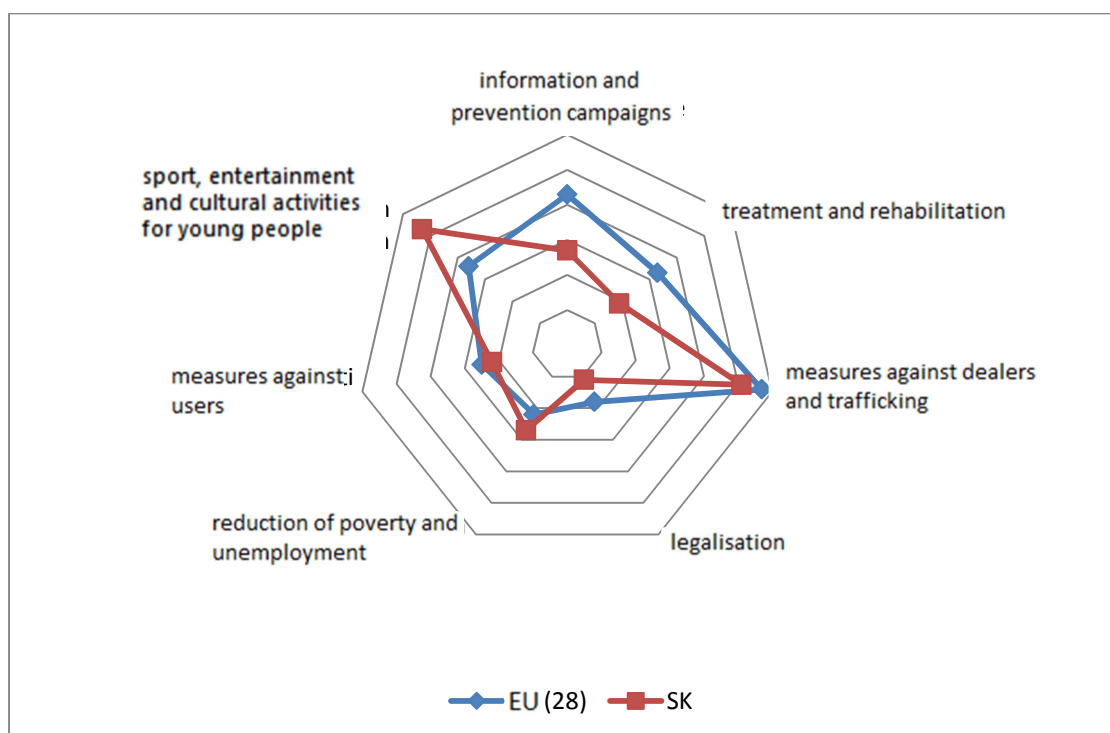 information and
prevention campaigns
sport, entertainment
and cultural activities
for young people
treatment and rehabilitation
measures against
users
measures against dealers
and trafficking
reduction of poverty and
unemployment
legalisation
EU (28)
SK